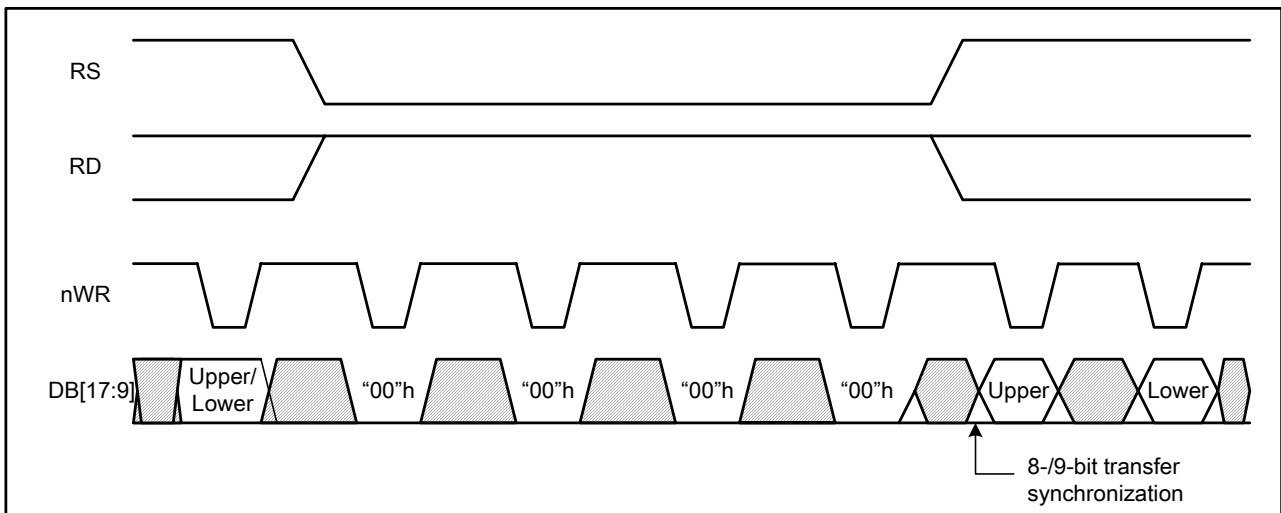 RS
RD
nWR
DB[17:9]
Upper/
Lower
“00”h
“00”h
“00”h
“00”h
Upper
Lower
8-/9-bit transfer
synchronization